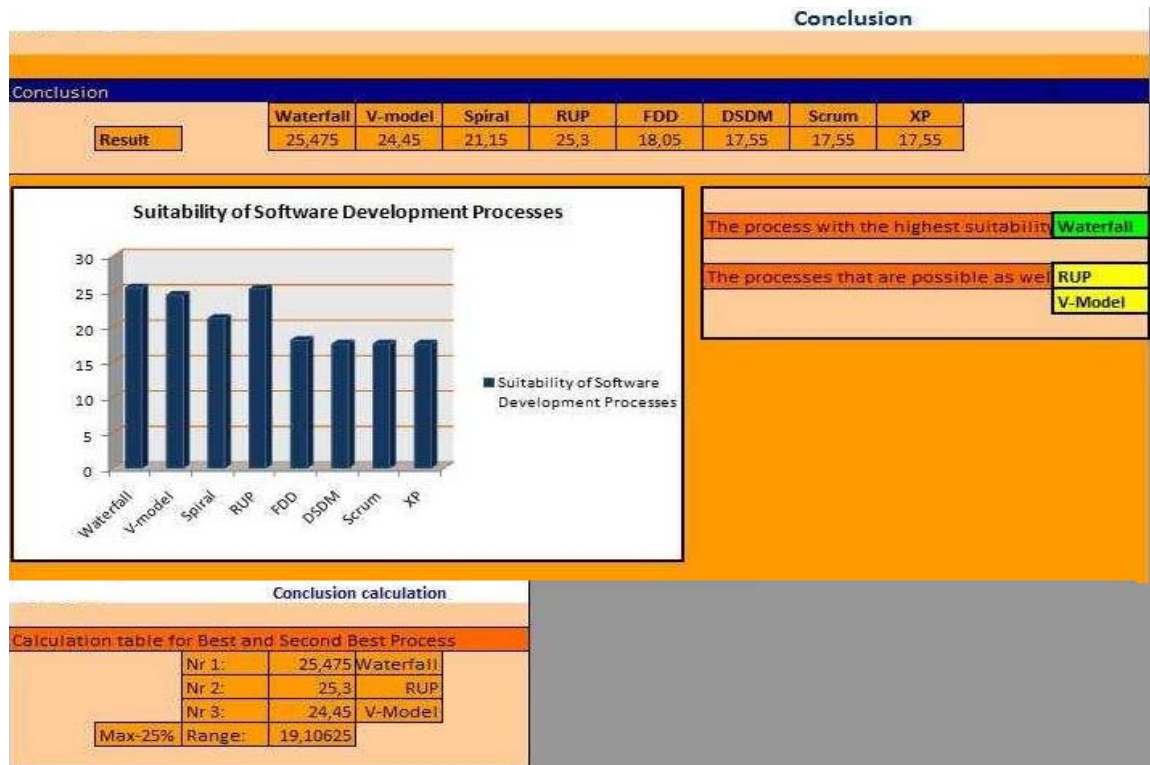 Conclusion
Conclusion
Waterfall V-model Spiral RUP FDD DSDM Scrum XP
Result 25,475 24,45 21,15 25,3 18,05 17,55 17,55 17,55
Suitability of Software Development Processes
30
25
20
15
10
5
0
Waterfall V-model Spiral RUP FDD DSDM Scrum XP
Suitability of Software
Development Processes
The process with the highest suitability Waterfall
The processes that are possible as wel RUP
V-Model
Conclusion calculation
Calculation table for Best and Second Best Process
Nr 1: 25,475 Waterfall
Nr 2: 25,3 RUP
Nr 3: 24,45 V-Model
Max-25% Range: 19,10625